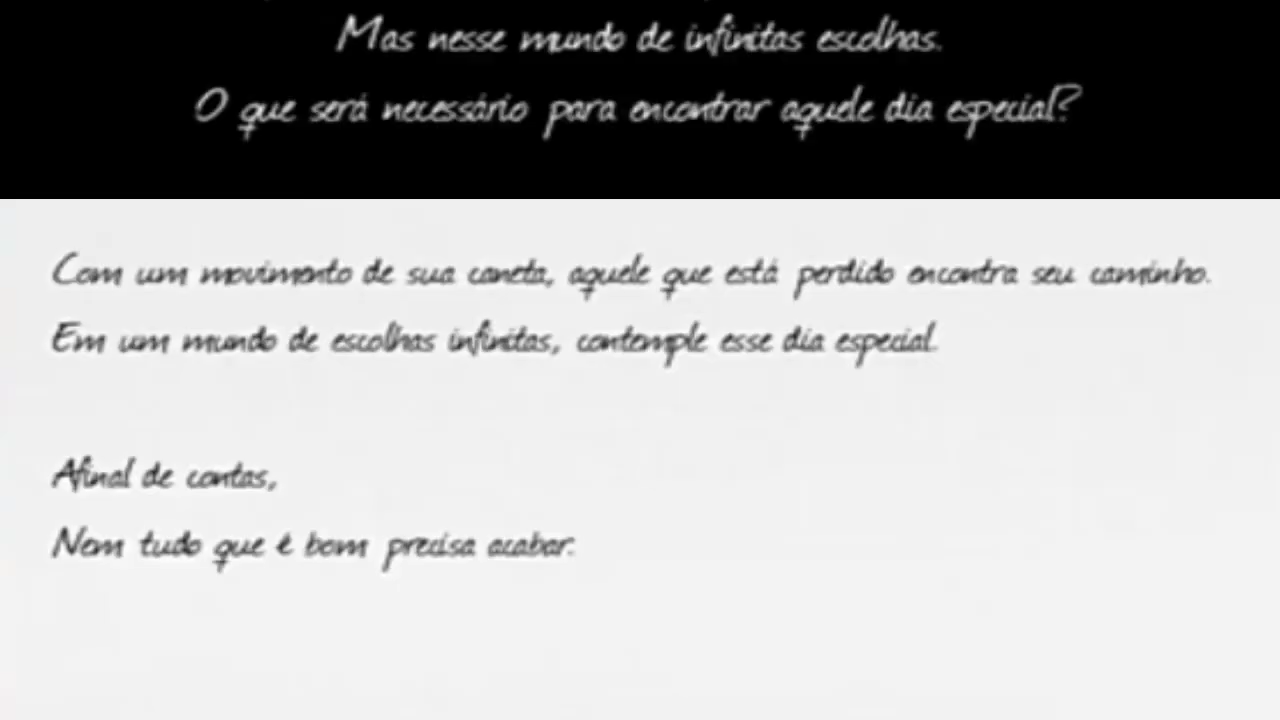 Mas nesse mundo de infinitas escolhas.
O que será necessário para encontrar aquele dia especial?
Com um movimento de sua caneta, aquele que está perdido encontra seu caminho.
Em um mundo de escolhas infinitas, contemple esse dia especial.
Afinal de contas,
Nem tudo que é bom precisa acabar.